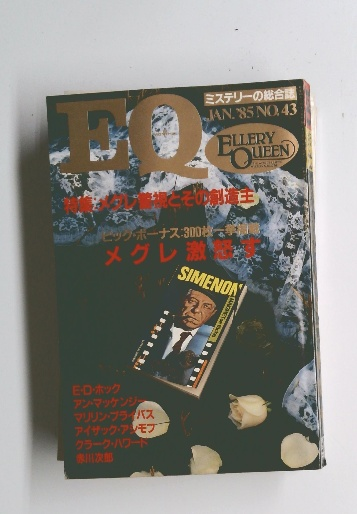 ミステリーの総合誌
EQ
JAN.'85 NO.43
ELLERY
QUEEN
特集 メグレ警視とその創造主
ビッグ・ボーナス:300枚一挙掲載
メグレ激怒す
SIMENON
E・D・ホック
アン・マッケンジー
マリリン・プライバス
アイザック・アシモフ
クラーク・ハワード
赤川次郎